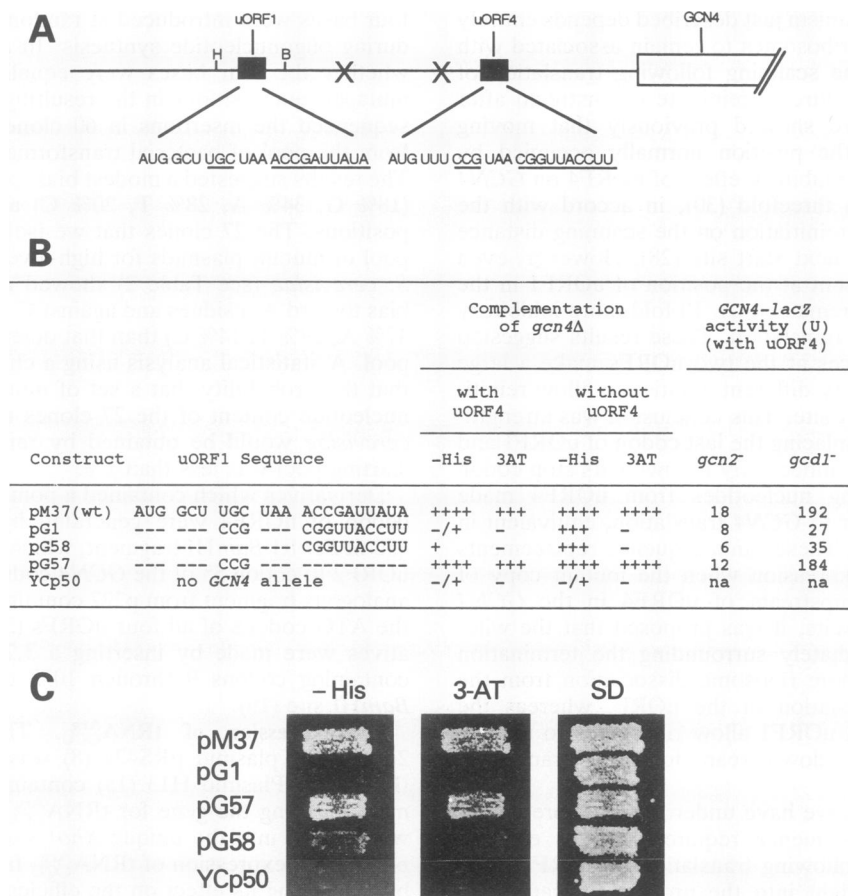 A
uORF1 uORF4 GCN4
H B X X
AUG GCU UGC UAA ACCGAUUAUA AUG UUU CCG UAA CGGUUACCUU
B
Complementation of gcn4Δ
GCN4-lacZ activity (U) (with uORF4)
with uORF4 without uORF4
Construct uORF1 Sequence -His 3AT -His 3AT gcn2- gcd1-
pM37(wt) AUG GCU UGC UAA ACCGAUUAUA ++++ +++ ++++ ++++ 18 192
pG1 --- --- CCG --- CGGUUACCUU -/+ - +++ - 8 27
pG58 --- --- --- --- CGGUUACCUU + - +++ - 6 35
pG57 --- --- CCG --- ---------- ++++ +++ ++++ ++++ 12 184
YCp50 no GCN4 allele -/+ - -/+ - na na
C
-His 3-AT SD
pM37
pG1
pG57
pG58
YCp50